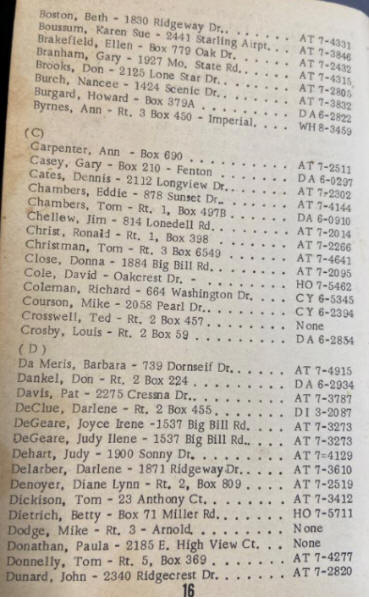 Boston, Beth - 1830 Ridgeway Dr.. . . . . . AT 7-4331
Boussum, Karen Sue - 2441 Starling Airpt. . . AT 7-3846
Brakefield, Ellen - Box 779 Oak Dr. . . . . . AT 7-2432
Branham, Gary - 1927 Mo. State Rd. . . . . . AT 7-4315
Brooks, Don - 2125 Lone Star Dr. . . . . . . AT 7-2805
Burch, Nancee - 1424 Scenic Dr. . . . . . . AT 7-3832
Burgard, Howard - Box 379A . . . . . . . . DA 6-2822
Byrnes, Ann - Rt. 3 Box 450 - Imperial. . . . WH 8-3459
(C)
Carpenter, Ann - Box 690 . . . . . . . . . AT 7-2511
Casey, Gary - Box 210 - Fenton . . . . . . . DA 6-0297
Cates, Dennis - 2112 Longview Dr. . . . . . AT 7-2302
Chambers, Eddie - 878 Sunset Dr.. . . . . . AT 7-4144
Chambers, Tom - Rt. 1, Box 497B . . . . . . DA 6-0910
Chellew, Jim - 814 Lonedell Rd. . . . . . . AT 7-2014
Christ, Ronald - Rt. 1, Box 398 . . . . . . . AT 7-2266
Christman, Tom - Rt. 3 Box 6549 . . . . . . AT 7-4641
Close, Donna - 1884 Big Bill Rd. . . . . . . AT 7-2095
Cole, David - Oakcrest Dr. - . . . . . . . . HO 7-5462
Coleman, Richard - 664 Washington Dr. . . . CY 6-5345
Courson, Mike - 2058 Pearl Dr.. . . . . . . CY 6-2394
Crosswell, Ted - Rt. 2 Box 457 . . . . . . . None
Crosby, Louis - Rt. 2 Box 59 . . . . . . . . DA 6-2854
(D)
Da Meris, Barbara - 739 Dornseif Dr. . . . . AT 7-4915
Dankel, Don - Rt. 2 Box 224 . . . . . . . . DA 6-2934
Davis, Pat - 2275 Cressna Dr.. . . . . . . . AT 7-3787
DeClue, Darlene - Rt. 2 Box 455 . . . . . . DI 3-2087
DeGeare, Joyce Irene -1537 Big Bill Rd. . . . AT 7-3273
DeGeare, Judy Ilene - 1537 Big Bill Rd.. . . . AT 7-3273
Dehart, Judy - 1900 Sonny Dr. . . . . . . . AT 7=4129
Delarber, Darlene - 1871 Ridgeway Dr. . . . . AT 7-3610
Denoyer, Diane Lynn - Rt. 2, Box 809 . . . . AT 7-2519
Dickison, Tom - 23 Anthony Ct. . . . . . . . AT 7-3412
Dietrich, Betty - Box 71 Miller Rd. . . . . . HO 7-5711
Dodge, Mike - Rt. 3 - Arnold. . . . . . . . None
Donathan, Paula - 2185 E. High View Ct. . . None
Donnelly, Tom - Rt. 5, Box 369 . . . . . . . AT 7-4277
Dunard, John - 2340 Ridgecrest Dr. . . . . . AT 7-2820
16